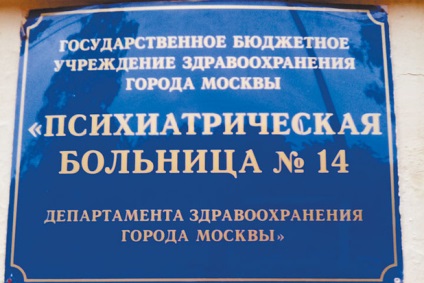 ГОСУДАРСТВЕННОЕ БЮДЖЕТНОЕ
УЧРЕЖДЕНИЕ ЗДРАВООХРАНЕНИЯ
ГОРОДА МОСКВЫ
«ПСИХИАТРИЧЕСКАЯ
БОЛЬНИЦА № 14
ДЕПАРТАМЕНТА ЗДРАВООХРАНЕНИЯ
ГОРОДА МОСКВЫ»